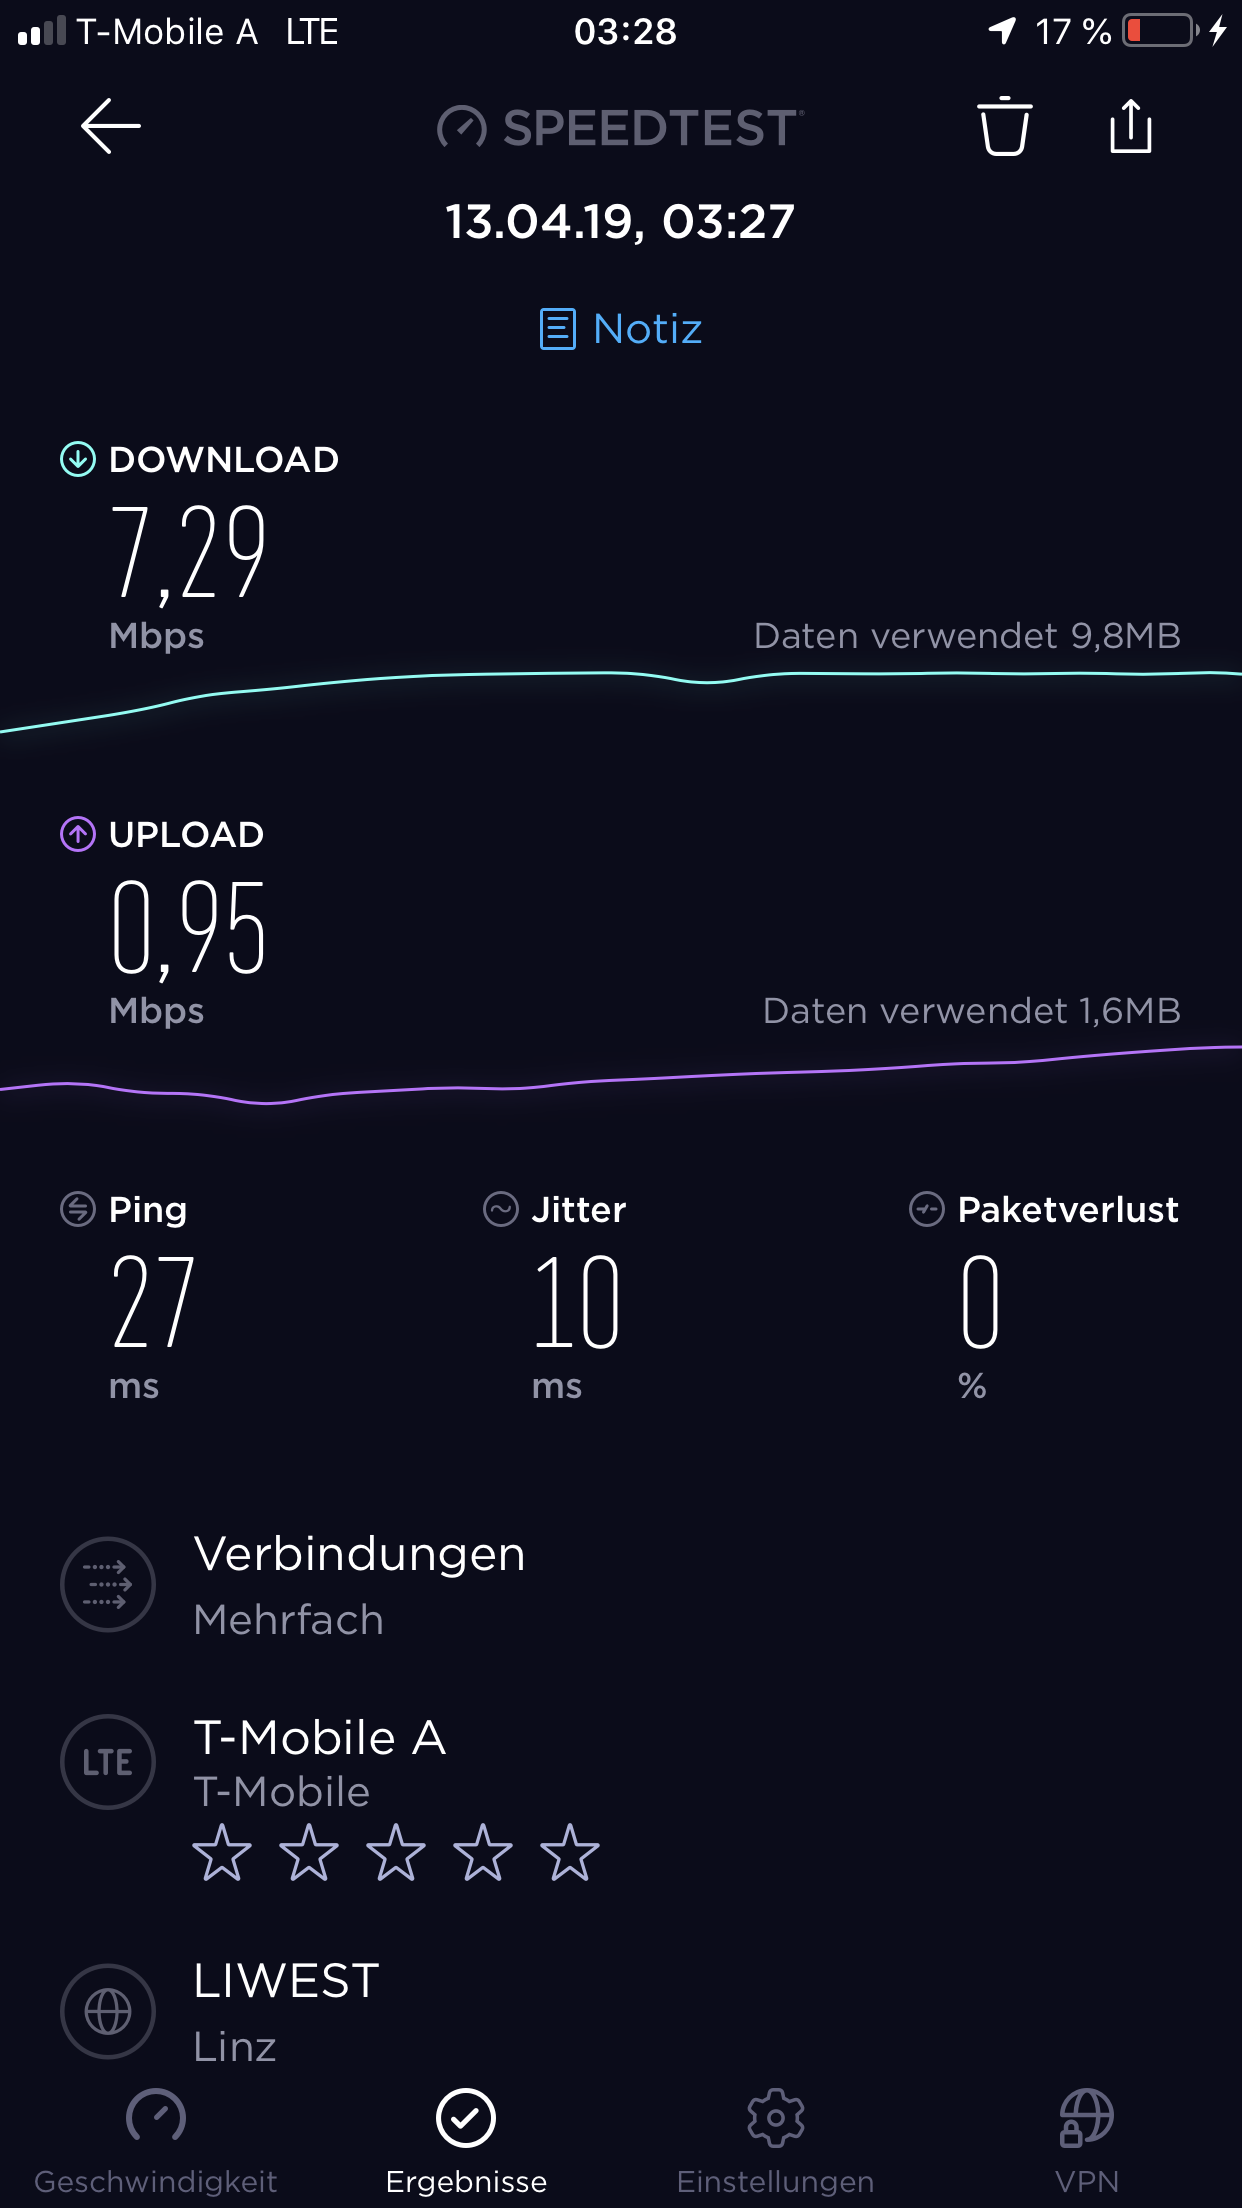 T-Mobile A LTE 03:28 17 %
SPEEDTEST
13.04.19, 03:27
Notiz
DOWNLOAD
7,29
Mbps Daten verwendet 9,8MB
UPLOAD
0,95
Mbps Daten verwendet 1,6MB
Ping Jitter Paketverlust
27 10 0
ms ms %
Verbindungen
Mehrfach
LTE T-Mobile A
T-Mobile
LIWEST
Linz
Geschwindigkeit Ergebnisse Einstellungen VPN